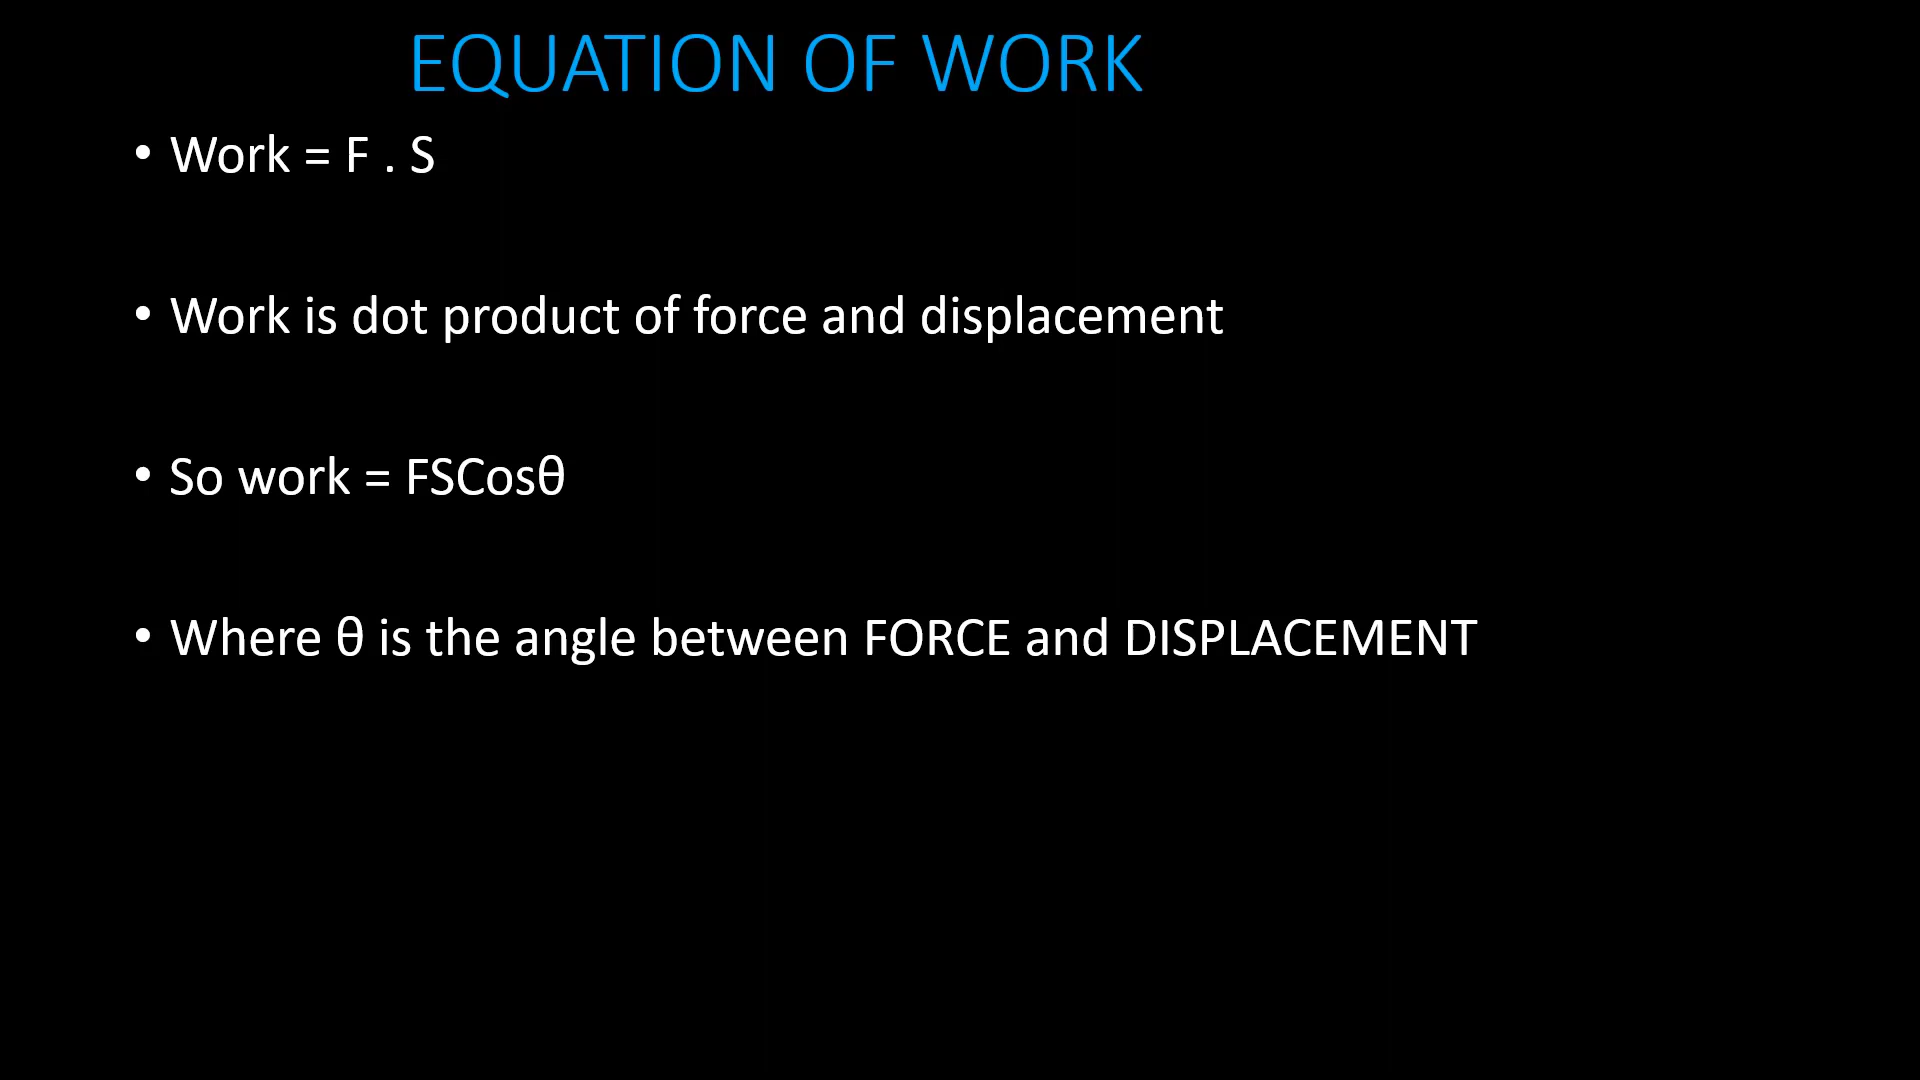 EQUATION OF WORK
• Work = F . S
• Work is dot product of force and displacement
• So work = FSCosθ
• Where θ is the angle between FORCE and DISPLACEMENT